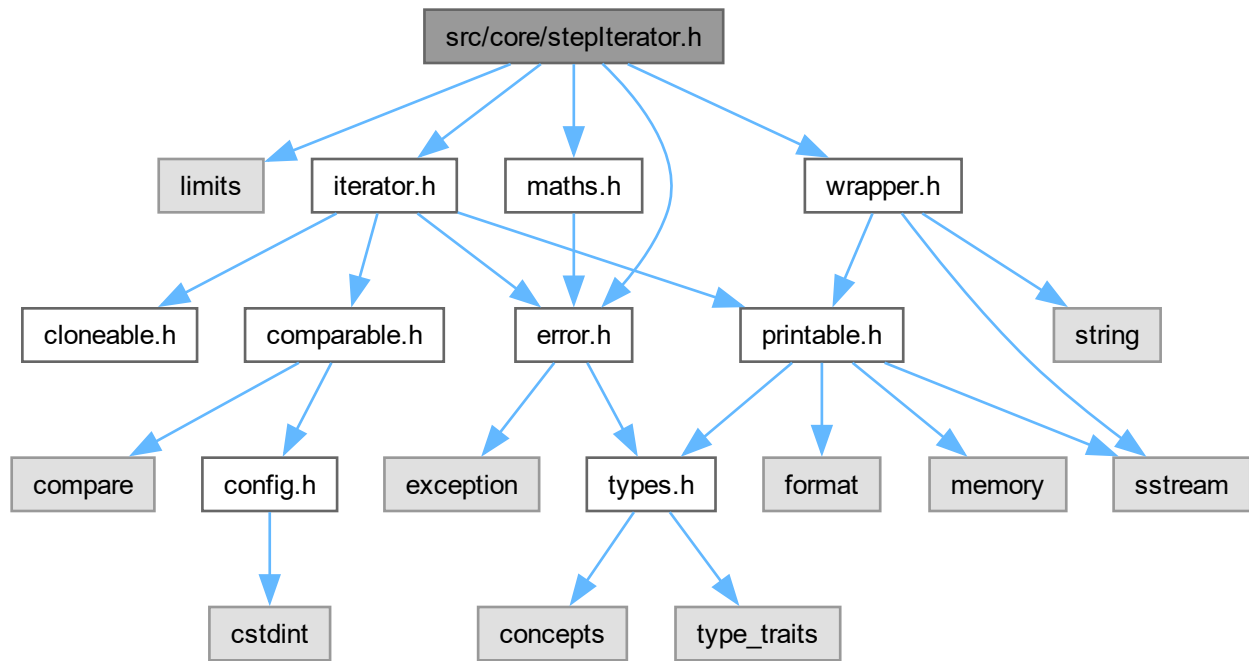 src/core/stepIterator.h
limits
iterator.h
maths.h
wrapper.h
cloneable.h
comparable.h
error.h
printable.h
string
compare
config.h
exception
types.h
format
memory
sstream
cstdint
concepts
type_traits